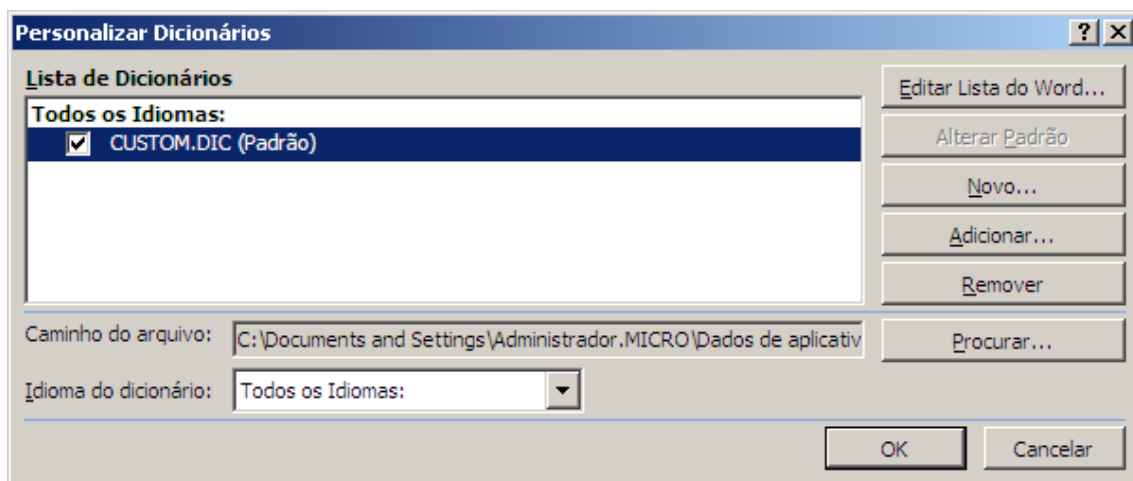 Personalizar Dicionários
Lista de Dicionários
Todos os Idiomas:
CUSTOM.DIC (Padrão)
Editar Lista do Word...
Alterar Padrão
Novo...
Adicionar...
Remover
Caminho do arquivo: C:\Documents and Settings\Administrador.MICRO\Dados de aplicativ
Procurar...
Idioma do dicionário: Todos os Idiomas:
OK Cancelar